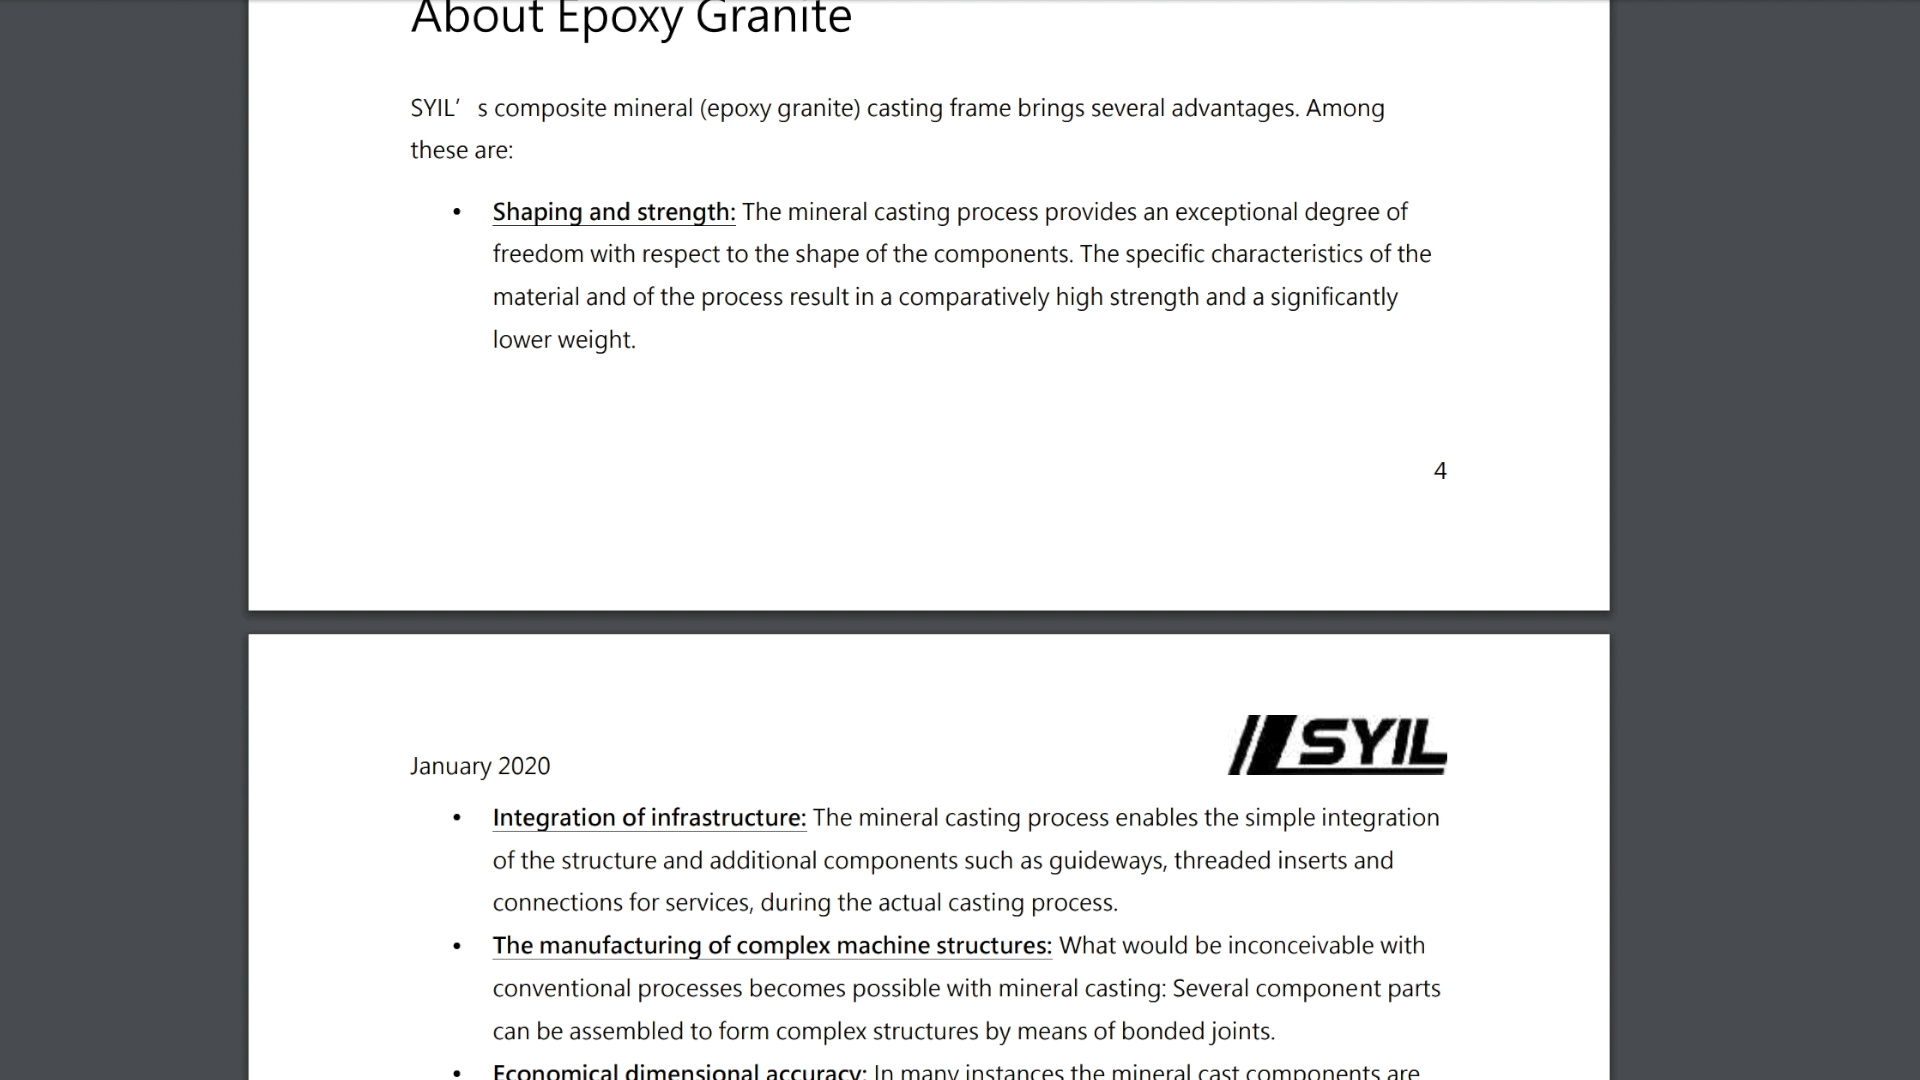 About Epoxy Granite
SYIL’ s composite mineral (epoxy granite) casting frame brings several advantages. Among
these are:
• Shaping and strength: The mineral casting process provides an exceptional degree of
freedom with respect to the shape of the components. The specific characteristics of the
material and of the process result in a comparatively high strength and a significantly
lower weight.
4
SYIL
January 2020
• Integration of infrastructure: The mineral casting process enables the simple integration
of the structure and additional components such as guideways, threaded inserts and
connections for services, during the actual casting process.
• The manufacturing of complex machine structures: What would be inconceivable with
conventional processes becomes possible with mineral casting: Several component parts
can be assembled to form complex structures by means of bonded joints.
• Economical dimensional accuracy: In many instances the mineral cast components are